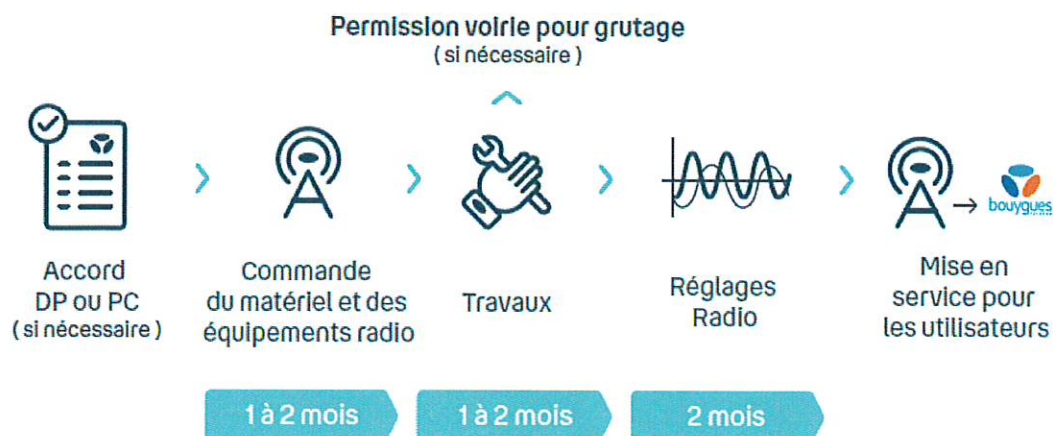 Permission voirie pour grutage
( si nécessaire )
Accord
DP ou PC
( si nécessaire )
Commande
du matériel et des
équipements radio
Travaux
Réglages
Radio
bouygues
Mise en
service pour
les utilisateurs
1 à 2 mois
1 à 2 mois
2 mois